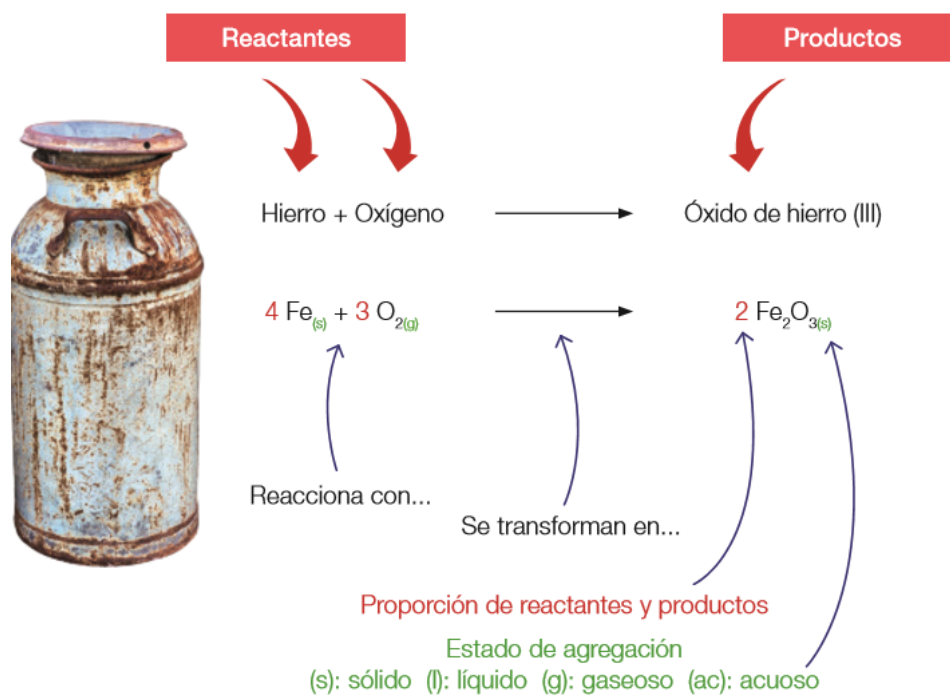 Reactantes
Productos
Hierro + Oxígeno
Óxido de hierro (III)
4 Fe(s) + 3 O2(g)
2 Fe2O3(s)
Reacciona con...
Se transforman en...
Proporción de reactantes y productos
Estado de agregación
(s): sólido (l): líquido (g): gaseoso (ac): acuoso